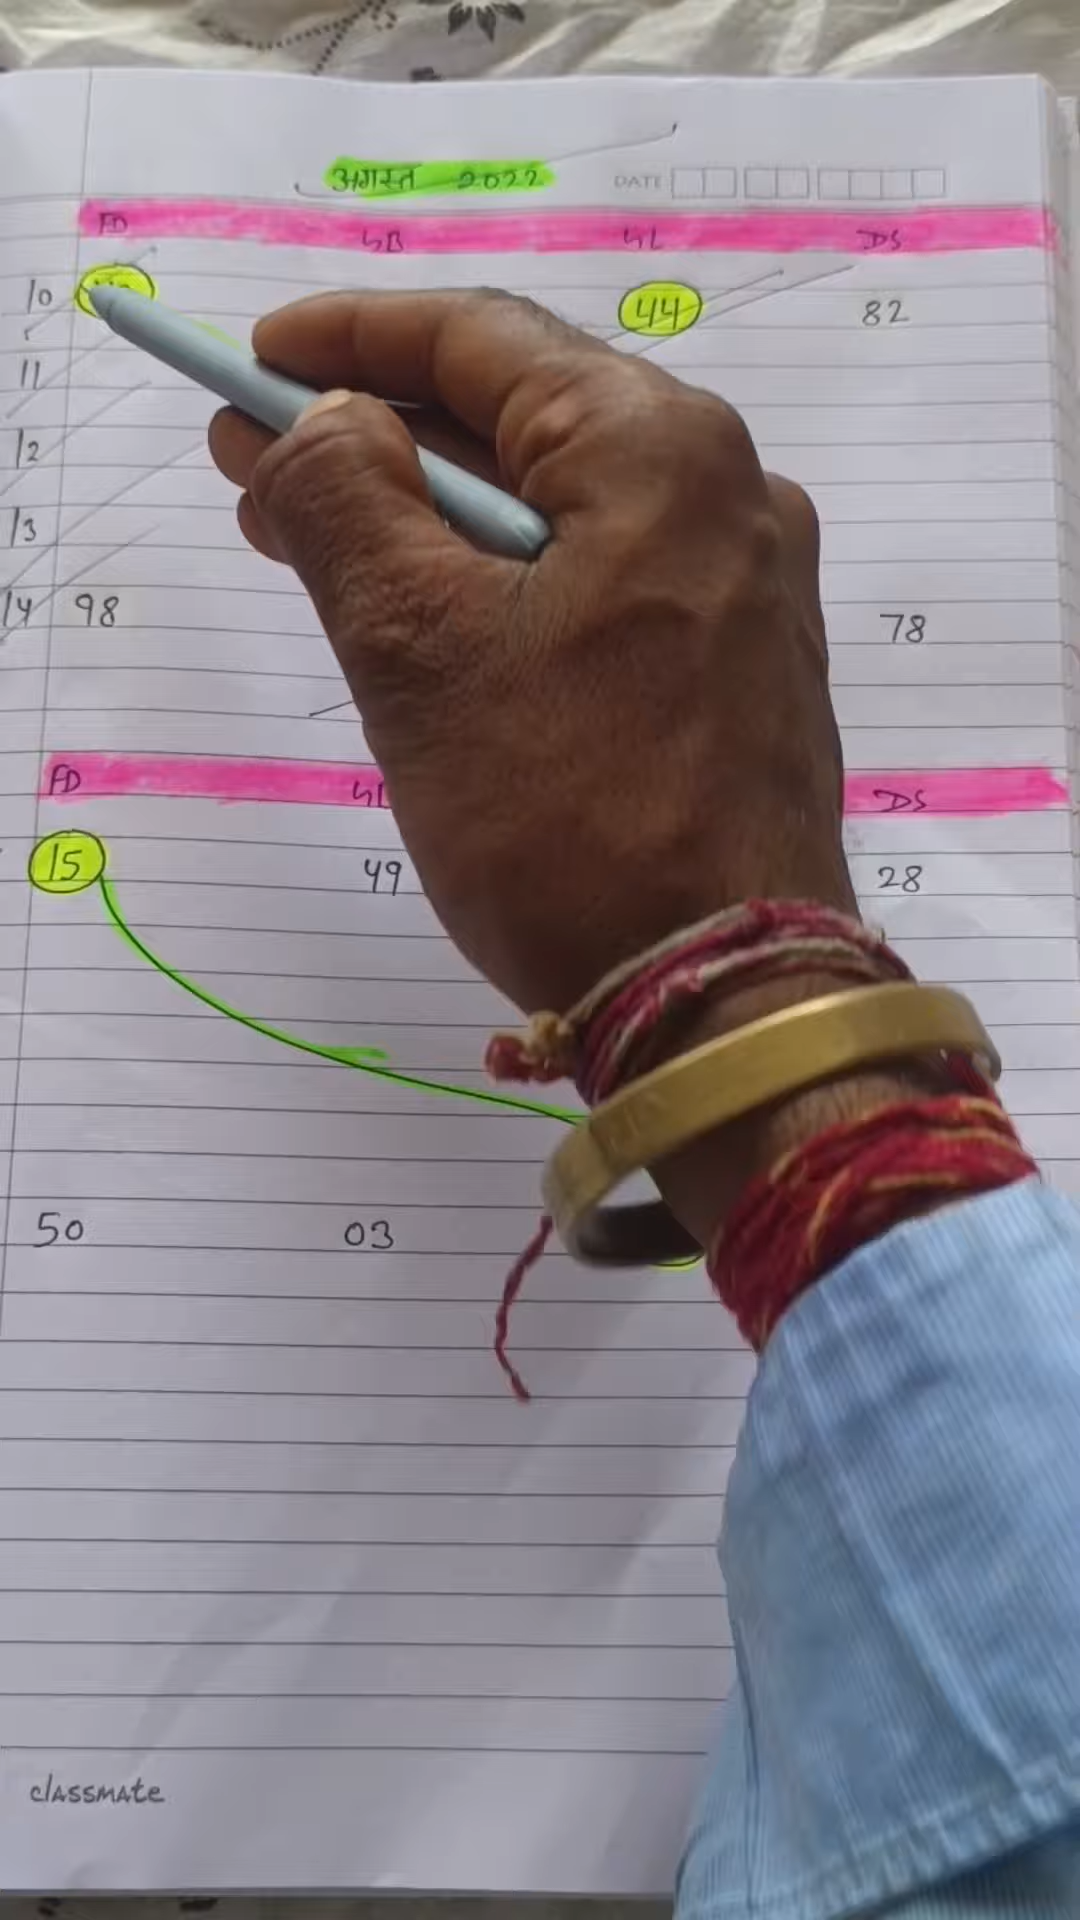 अगस्त 2022
DATE
FD GB GL DS
10 44 82
11
12
13
14 98 78
FD DS
15 49 28
50 03
classmate